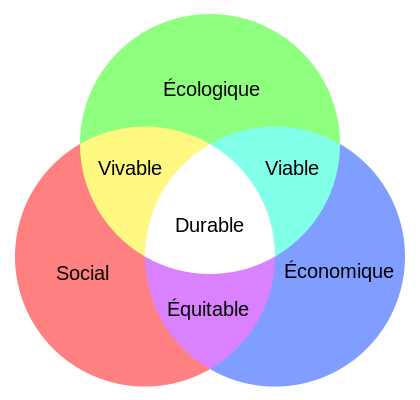 Écologique
Vivable
Viable
Durable
Social
Économique
Équitable